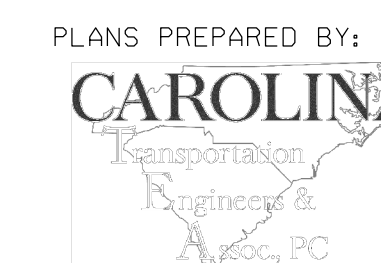 PLANS PREPARED BY:
CAROLIN
Transportation
Engineers &
Assoc., PC